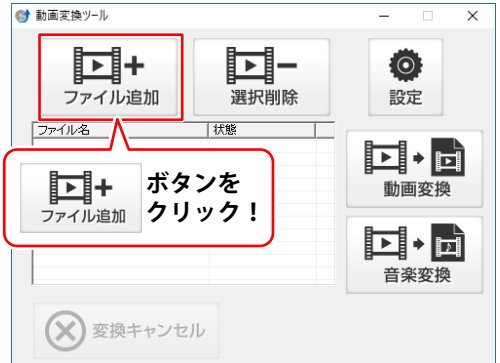 動画変換ツール
ファイル追加
選択削除
設定
ファイル名
状態
ファイル追加
ボタンを
クリック！
動画変換
音楽変換
変換キャンセル